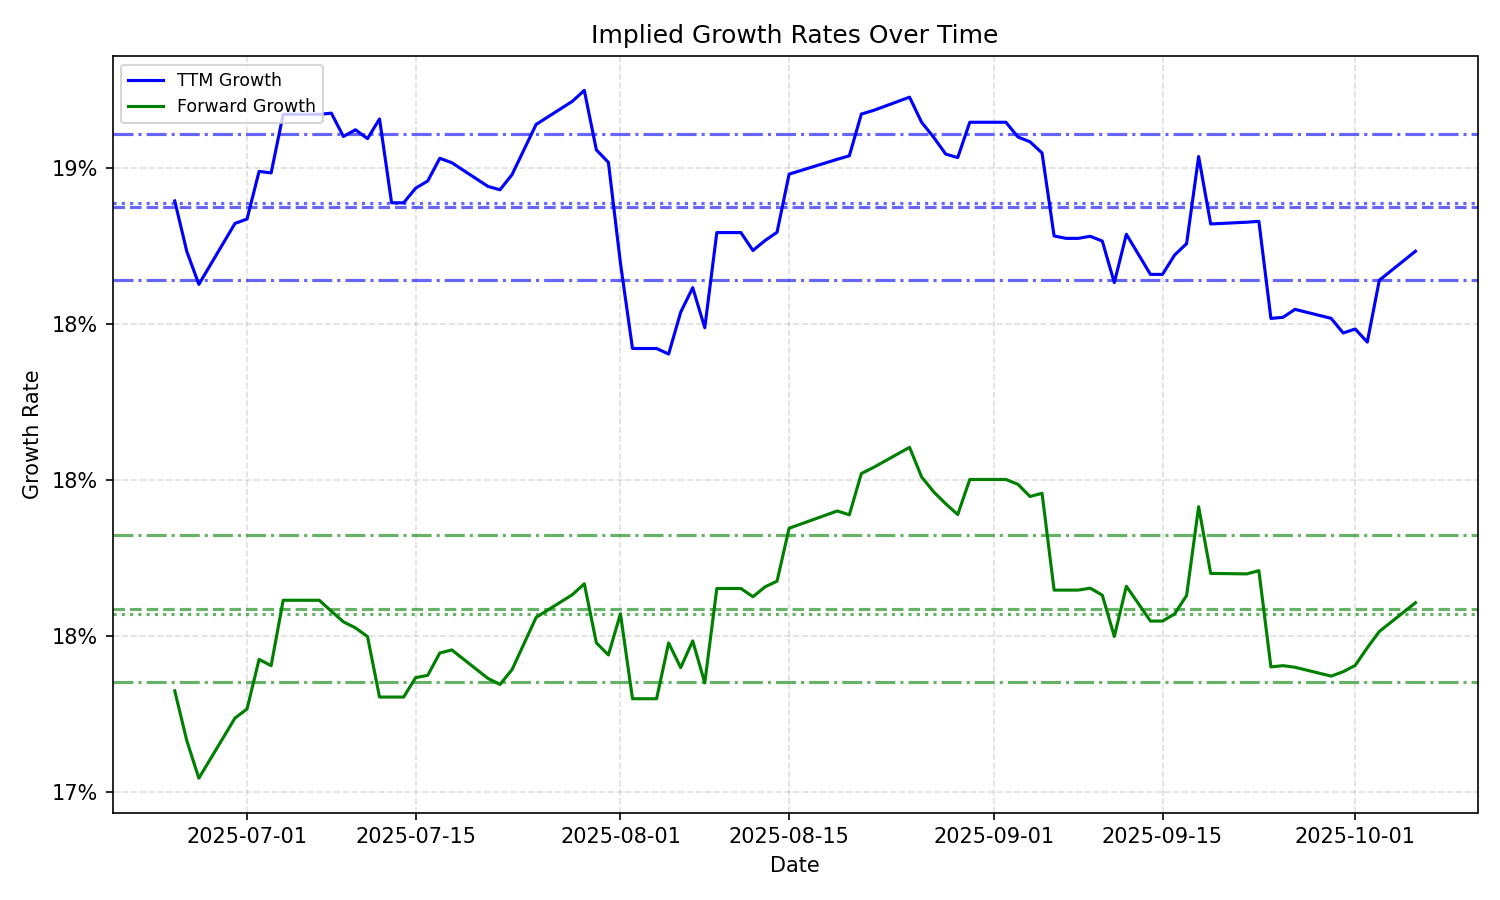 Implied Growth Rates Over Time
TTM Growth
Forward Growth
19%
18%
18%
18%
17%
Growth Rate
2025-07-01
2025-07-15
2025-08-01
2025-08-15
2025-09-01
2025-09-15
2025-10-01
Date